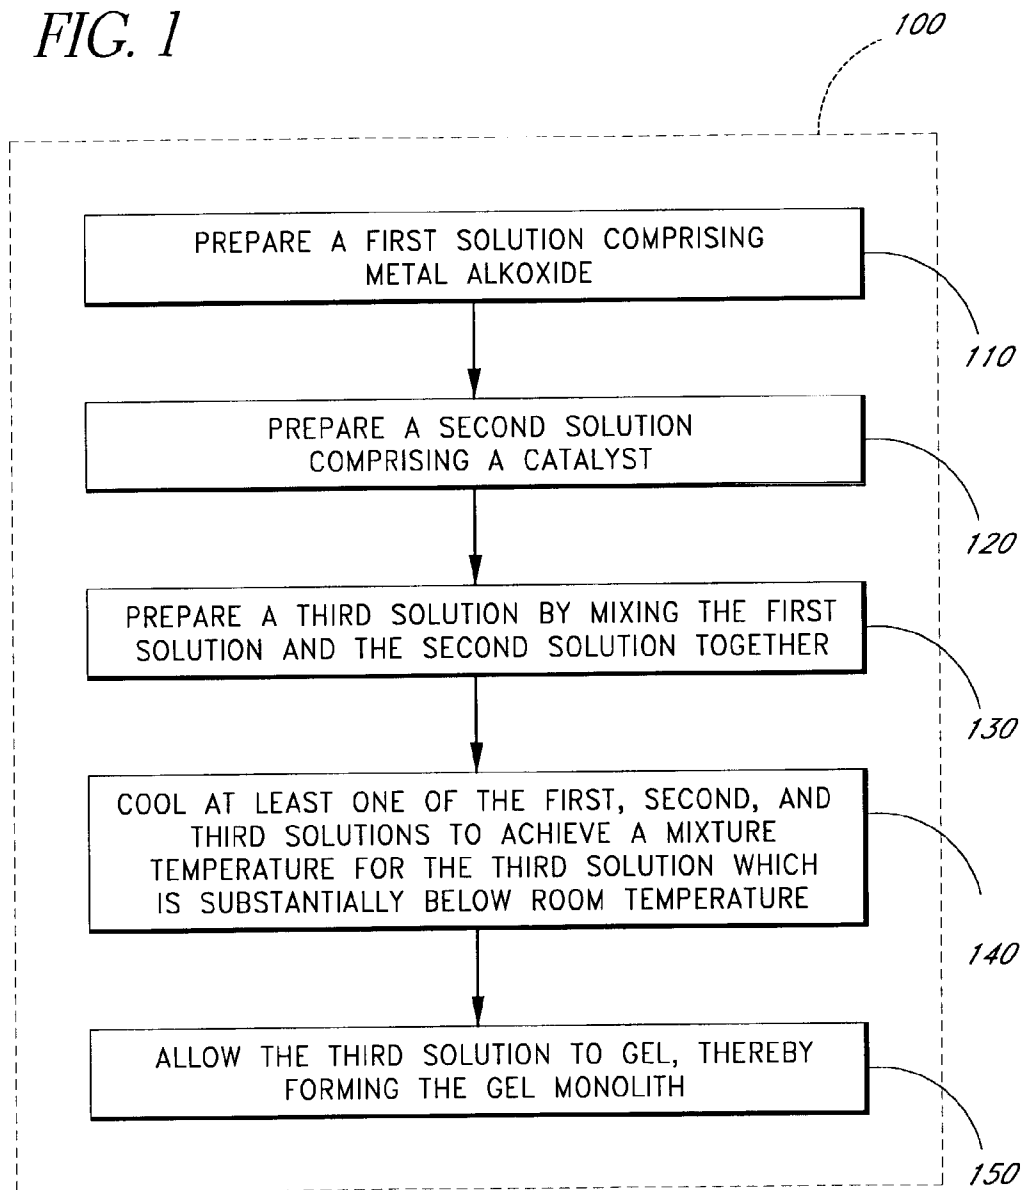 FIG. 1
100
PREPARE A FIRST SOLUTION COMPRISING
METAL ALKOXIDE
110
PREPARE A SECOND SOLUTION
COMPRISING A CATALYST
120
PREPARE A THIRD SOLUTION BY MIXING THE FIRST
SOLUTION AND THE SECOND SOLUTION TOGETHER
130
COOL AT LEAST ONE OF THE FIRST, SECOND, AND
THIRD SOLUTIONS TO ACHIEVE A MIXTURE
TEMPERATURE FOR THE THIRD SOLUTION WHICH
IS SUBSTANTIALLY BELOW ROOM TEMPERATURE
140
ALLOW THE THIRD SOLUTION TO GEL, THEREBY
FORMING THE GEL MONOLITH
150